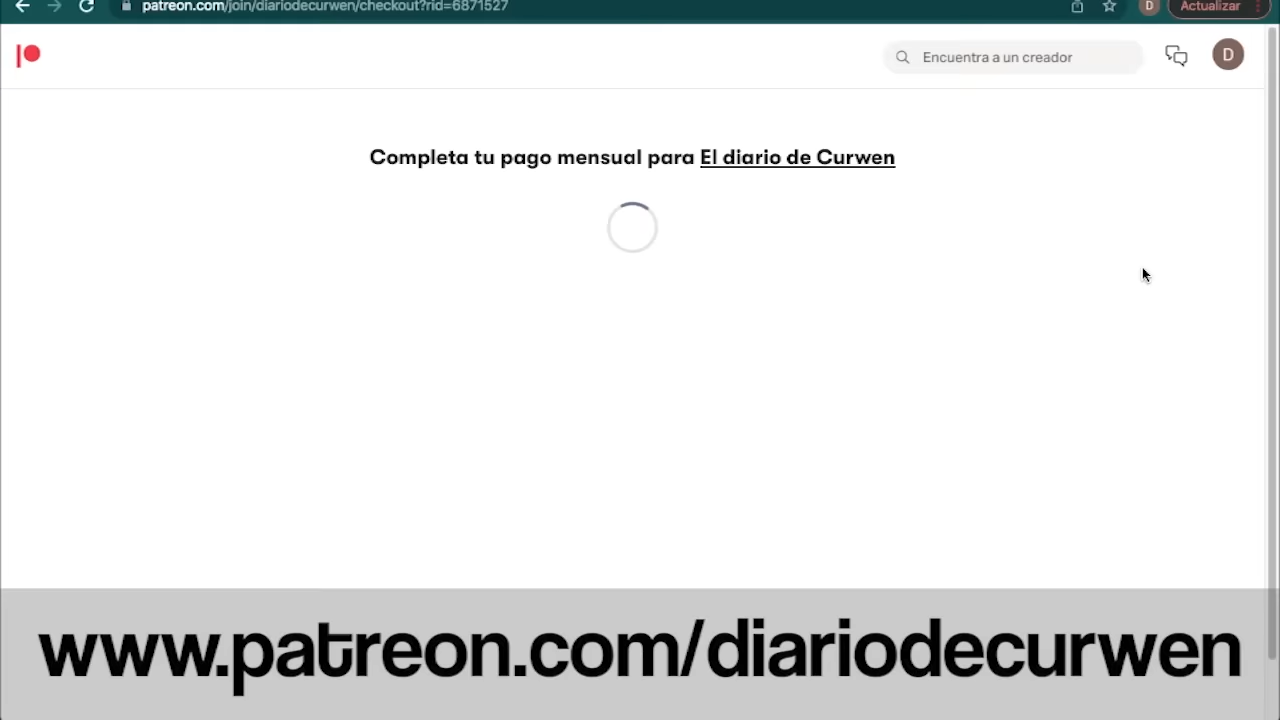 patreon.com/join/diariodecurwen/checkout?rid=6871527
D
Actualizar
Encuentra a un creador
D
Completa tu pago mensual para El diario de Curwen
www.patreon.com/diariodecurwen